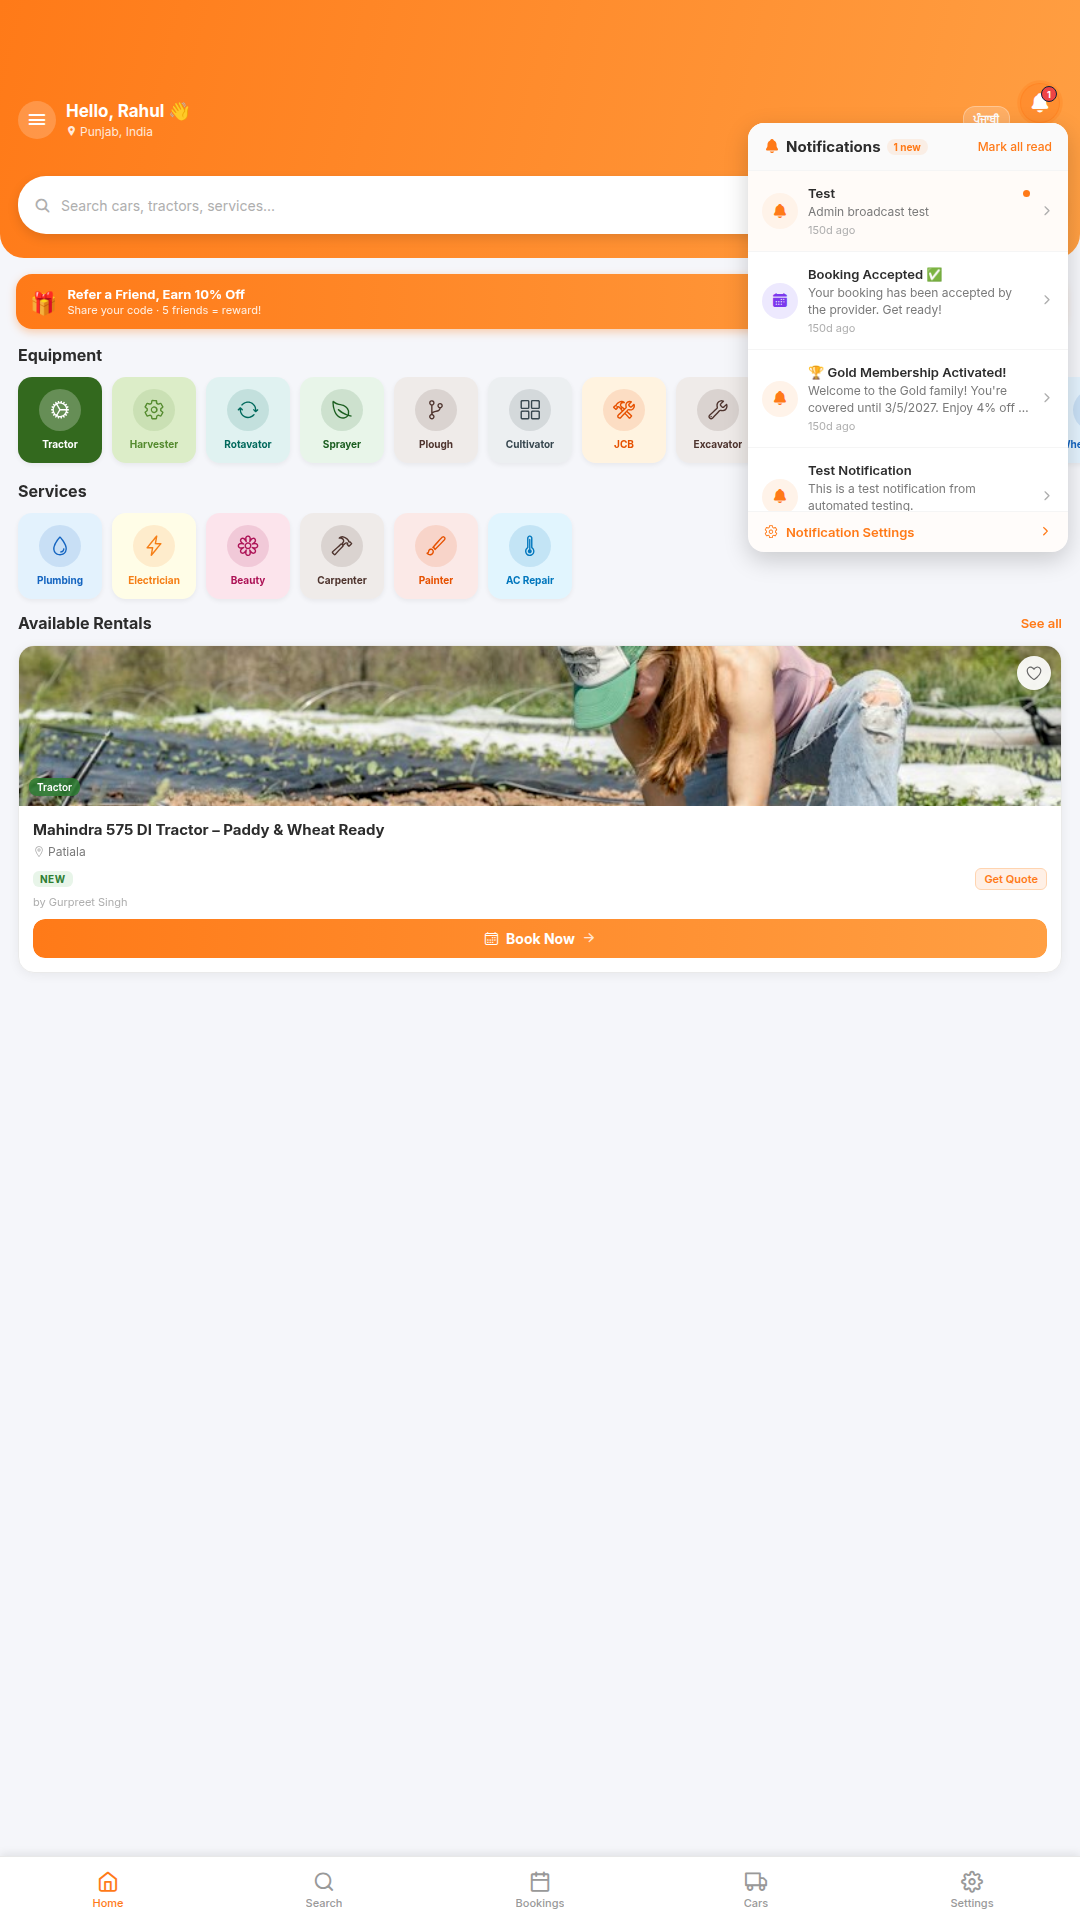 Hello, Rahul 👋
Punjab, India
ਪੰਜਾਬੀ
1
Search cars, tractors, services...
Notifications
1 new
Mark all read
Test
Admin broadcast test
150d ago
Booking Accepted ✅
Your booking has been accepted by
the provider. Get ready!
150d ago
🏆 Gold Membership Activated!
Welcome to the Gold family! You're
covered until 3/5/2027. Enjoy 4% off ...
150d ago
Test Notification
This is a test notification from
automated testing.
Notification Settings
Refer a Friend, Earn 10% Off
Share your code · 5 friends = reward!
Equipment
Tractor
Harvester
Rotavator
Sprayer
Plough
Cultivator
JCB
Excavator
Services
Plumbing
Electrician
Beauty
Carpenter
Painter
AC Repair
Available Rentals
See all
Tractor
Mahindra 575 DI Tractor – Paddy & Wheat Ready
Patiala
NEW
Get Quote
by Gurpreet Singh
Book Now
Home
Search
Bookings
Cars
Settings